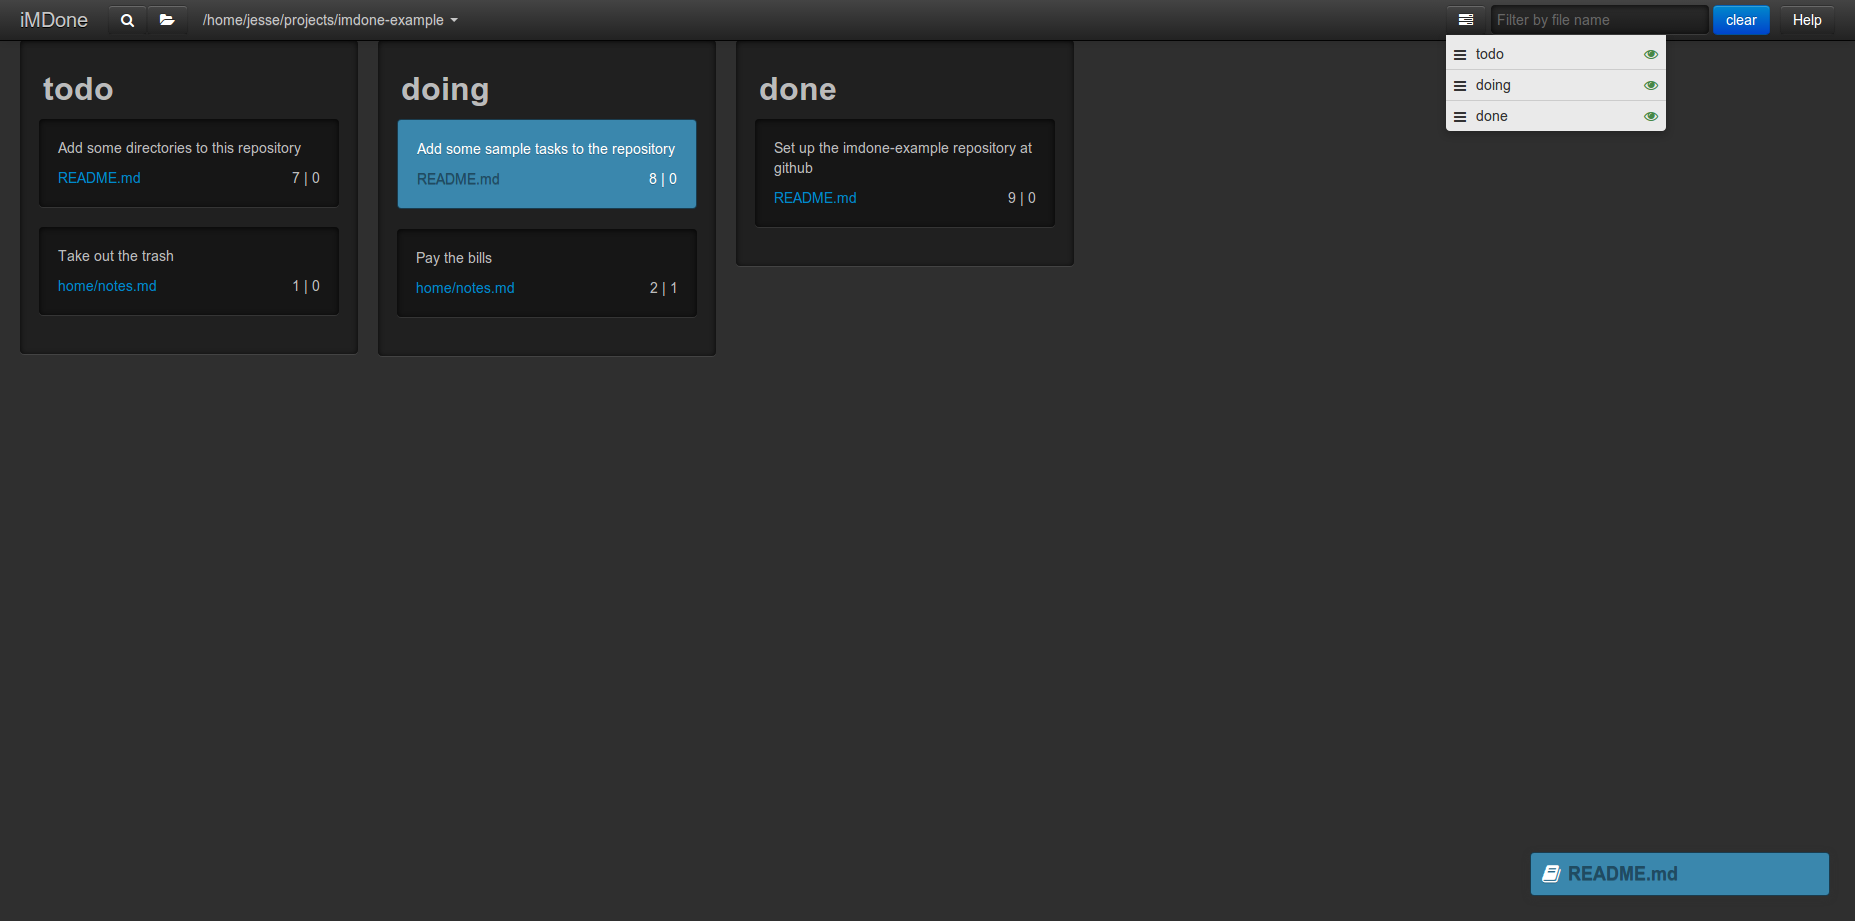 iMDone /home/jesse/projects/imdone-example Filter by file name clear Help
todo
doing
done
todo
Add some directories to this repository
README.md 7 | 0
Take out the trash
home/notes.md 1 | 0
doing
Add some sample tasks to the repository
README.md 8 | 0
Pay the bills
home/notes.md 2 | 1
done
Set up the imdone-example repository at
github
README.md 9 | 0
README.md